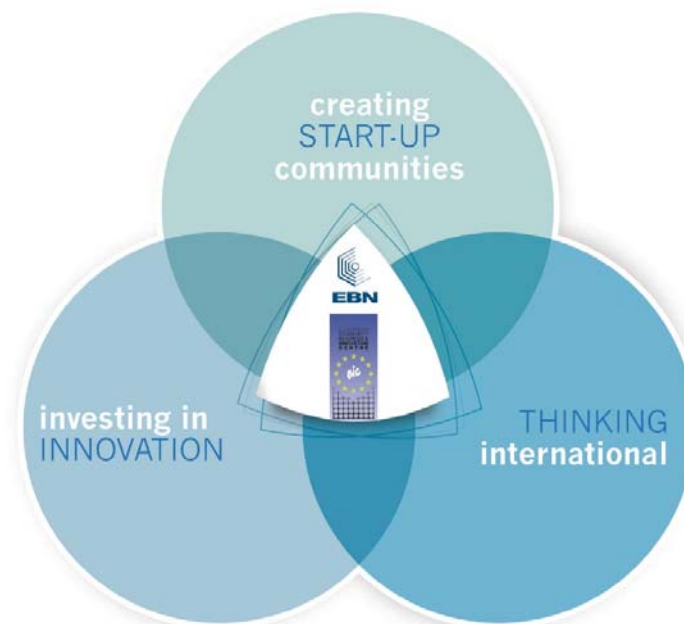 creating
START-UP
communities
EBN
investing in
INNOVATION
THINKING
international